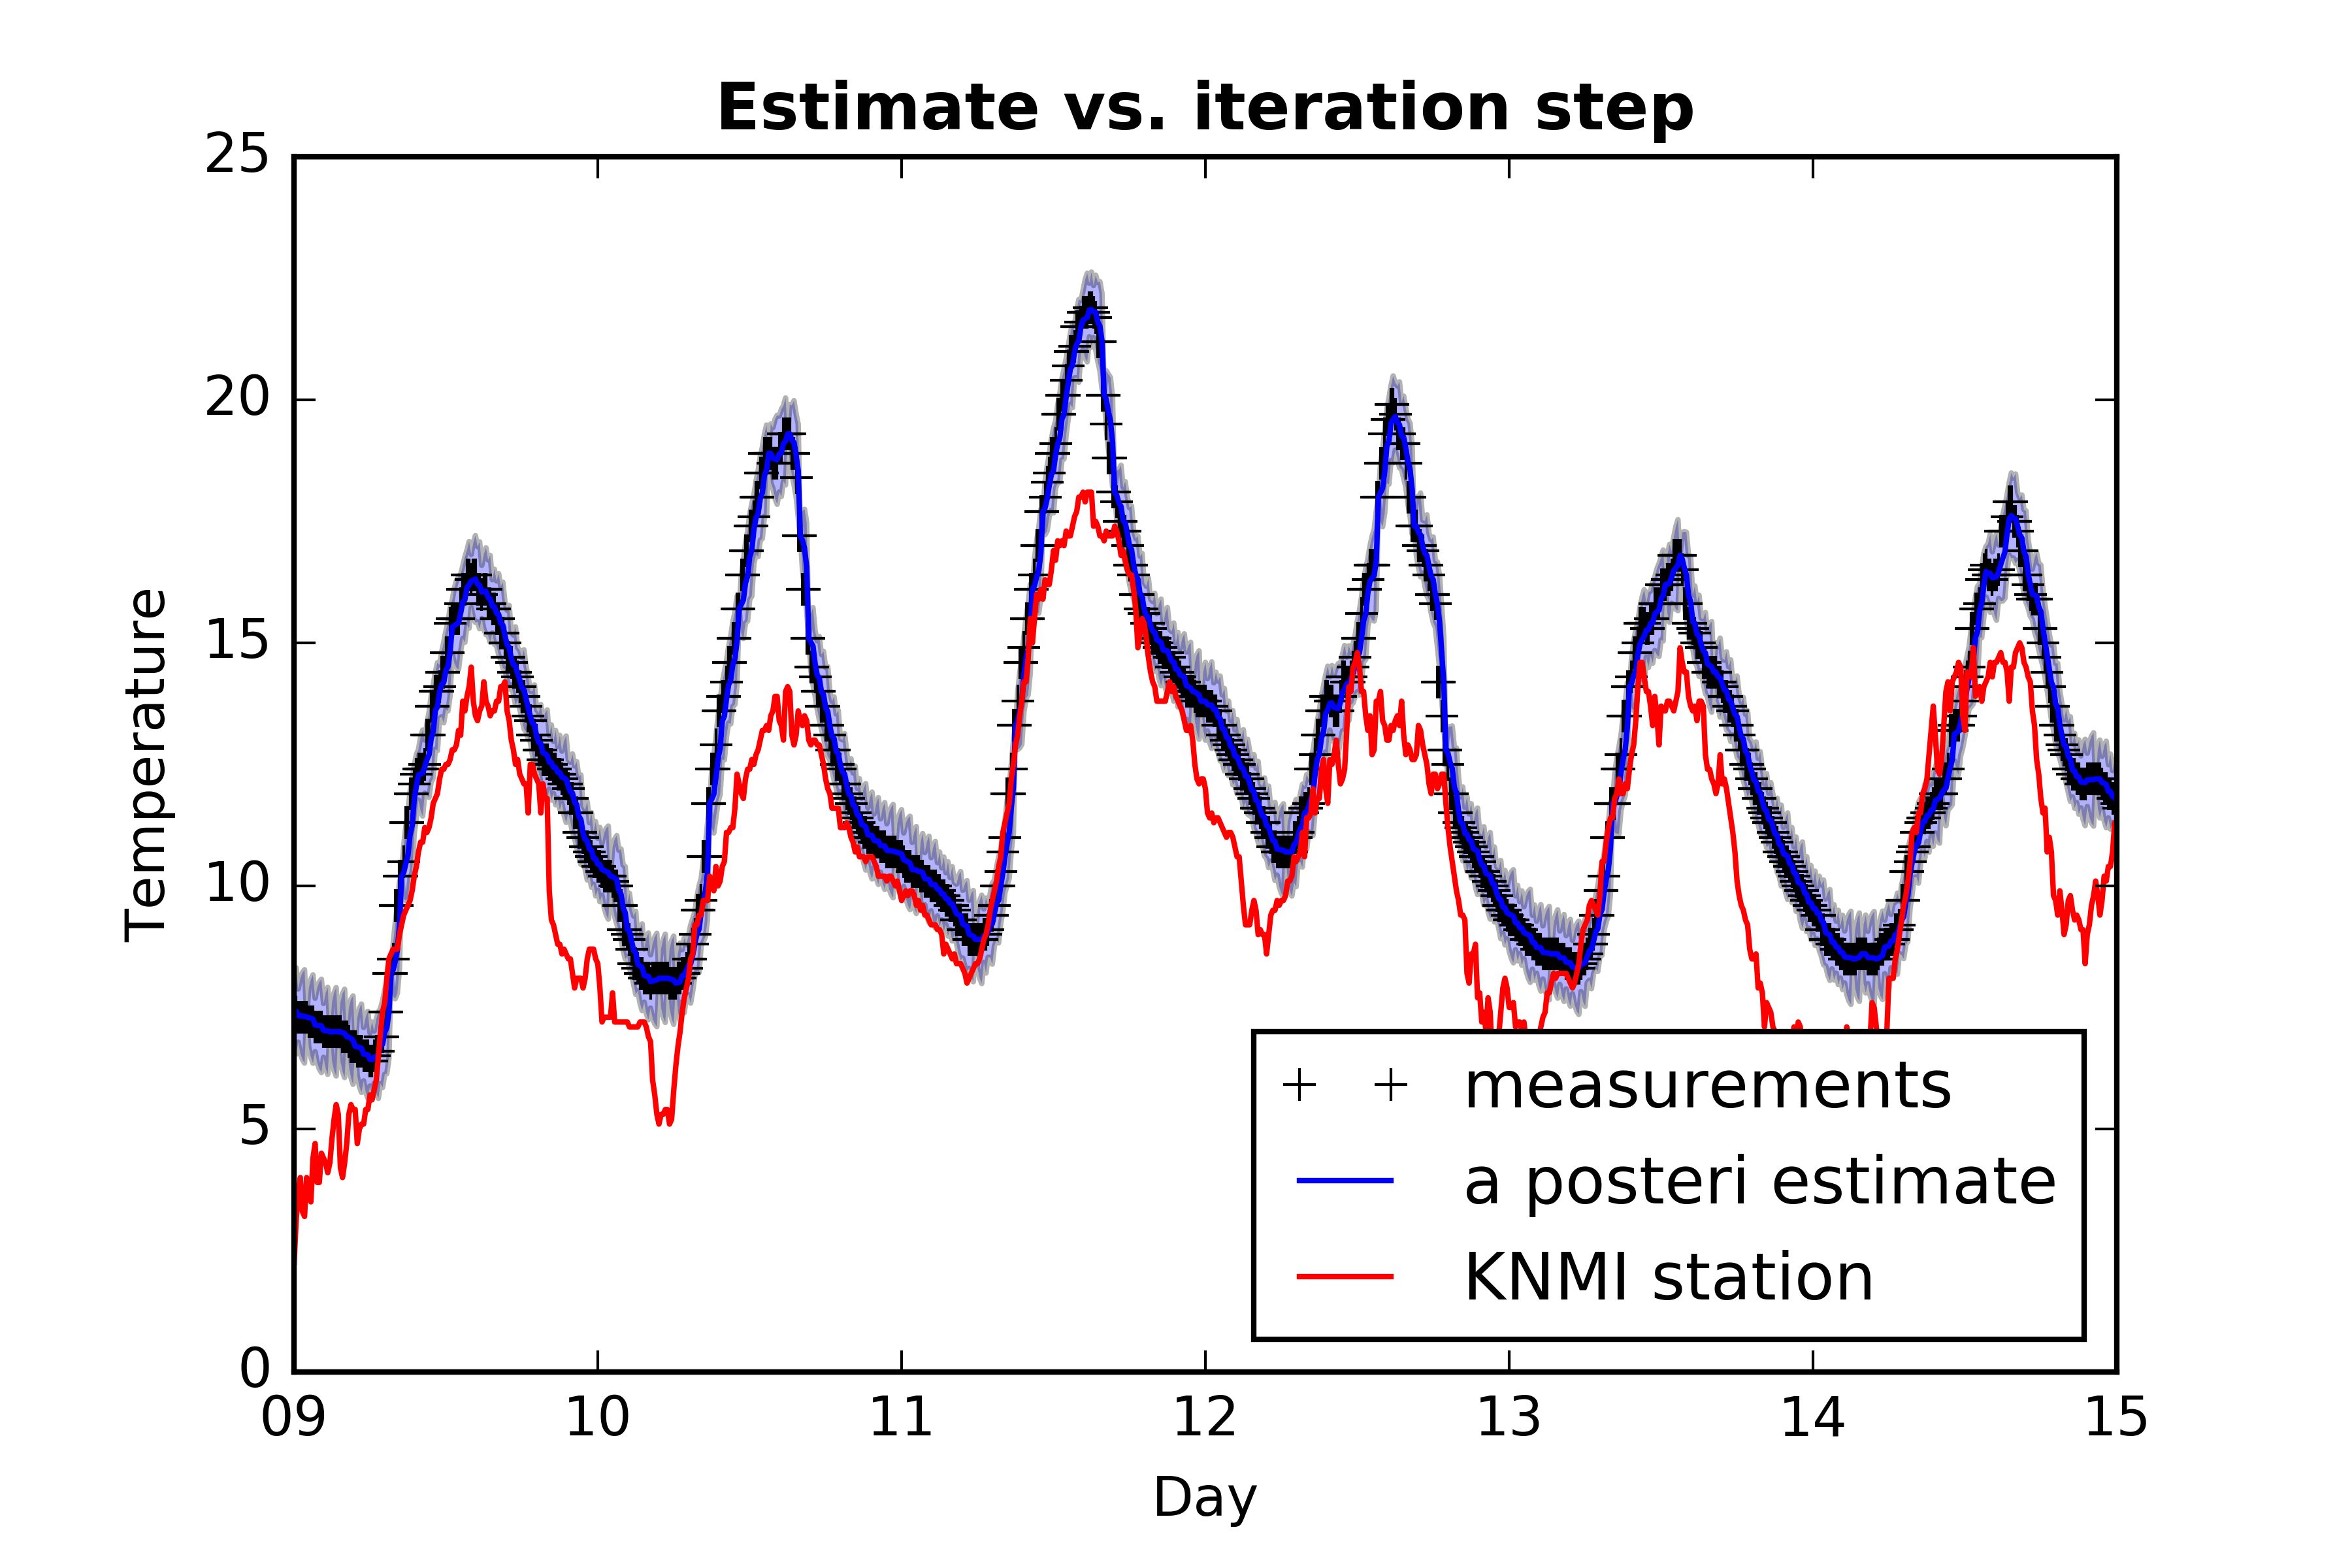 Estimate vs. iteration step
25
20
15
10
5
0
Temperature
09 10 11 12 13 14 15
Day
measurements
a posteri estimate
KNMI station